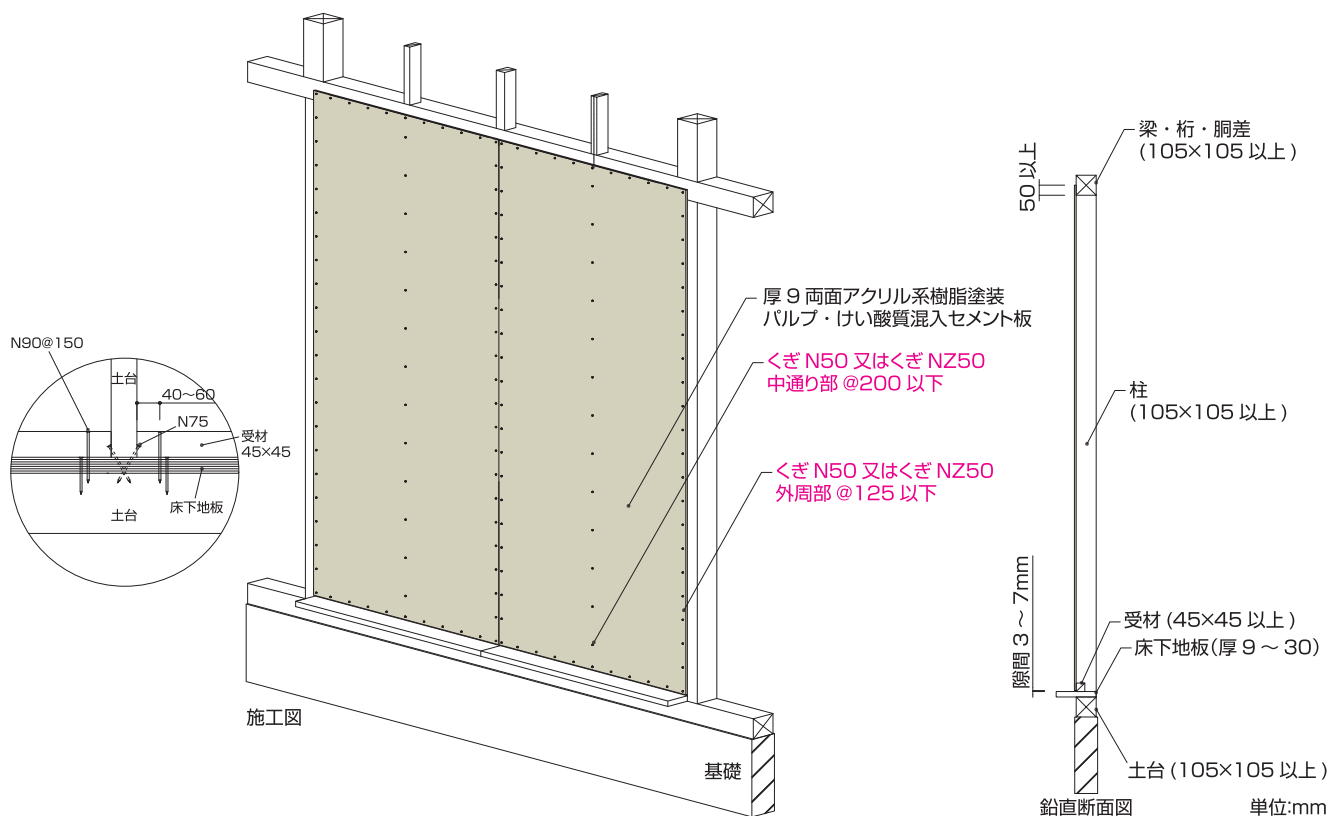 N90@150
土台
40~60
N75
受材
45×45
床下地板
土台
施工図
基礎
厚 9 両面アクリル系樹脂塗装
パルプ・けい酸質混入セメント板
くぎ N50 又はくぎ NZ50
中通り部 @200 以下
くぎ N50 又はくぎ NZ50
外周部 @125 以下
50 以上
梁・桁・胴差
(105×105 以上 )
柱
(105×105 以上 )
隙間 3 ~ 7mm
受材 (45×45 以上 )
床下地板(厚 9 ~ 30)
土台 (105×105 以上 )
鉛直断面図
単位:mm